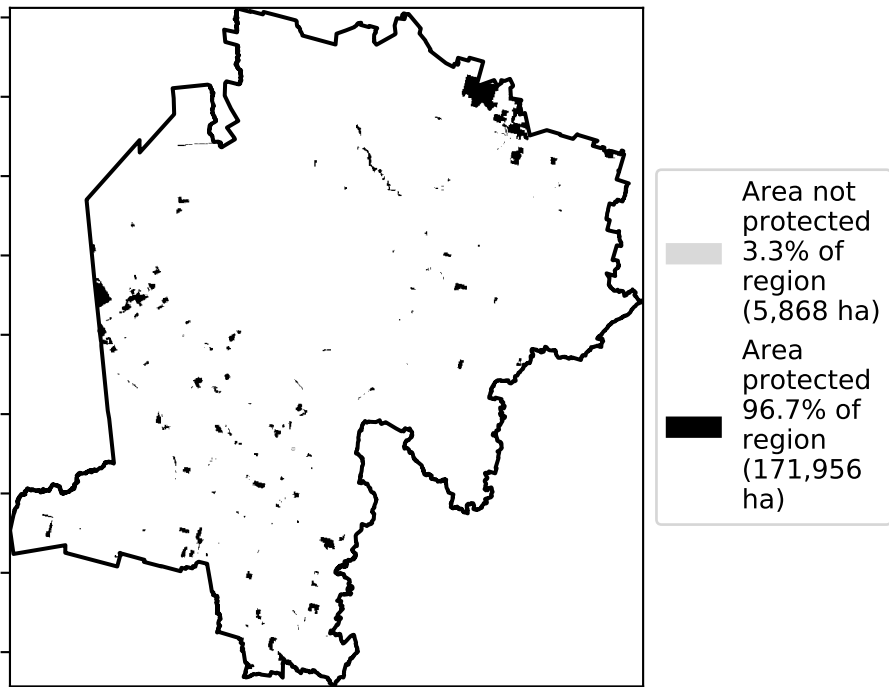 Area not
protected
3.3% of
region
(5,868 ha)
Area
protected
96.7% of
region
(171,956
ha)